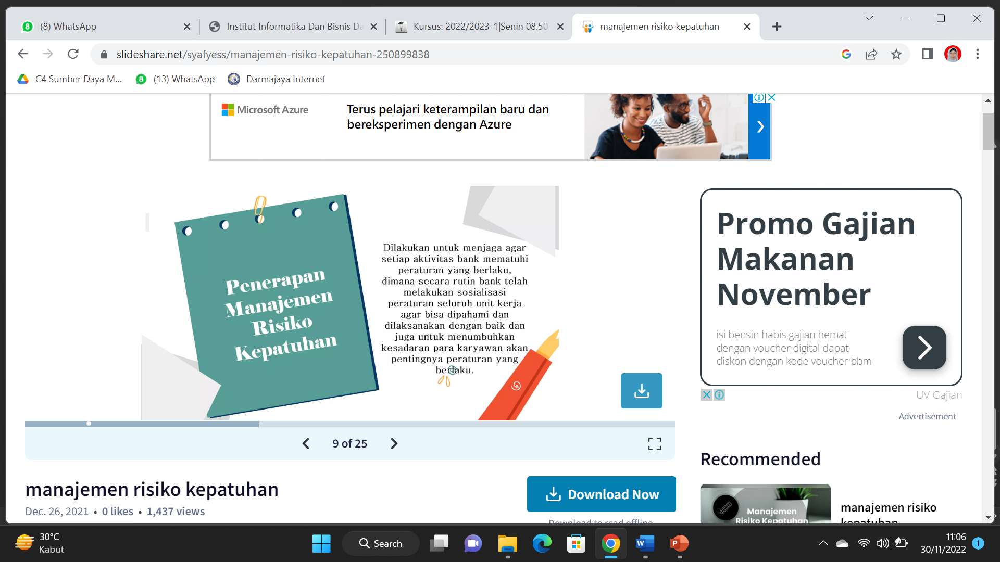 (8) WhatsApp
Institut Informatika Dan Bisnis Da
Kursus: 2022/2023-1|Senin 08.50
manajemen risiko kepatuhan
slideshare.net/syafyess/manajemen-risiko-kepatuhan-250899838
C4 Sumber Daya M...
(13) WhatsApp
Darmajaya Internet
Microsoft Azure
Terus pelajari keterampilan baru dan
bereksperimen dengan Azure
Penerapan
Manajemen
Risiko
Kepatuhan
Dilakukan untuk menjaga agar
setiap aktivitas bank mematuhi
peraturan yang berlaku,
dimana secara rutin bank telah
melakukan sosialisasi
peraturan seluruh unit kerja
agar bisa dipahami dan
dilaksanakan dengan baik dan
juga untuk menumbuhkan
kesadaran para karyawan akan
pentingnya peraturan yang
berlaku.
9 of 25
manajemen risiko kepatuhan
Dec. 26, 2021 • 0 likes • 1,437 views
Download Now
Download to read offline
Promo Gajian
Makanan
November
isi bensin habis gajian hemat
dengan voucher digital dapat
diskon dengan kode voucher bbm
UV Gajian
Advertisement
Recommended
Manajemen
Risiko Kepatuhan
manajemen risiko
kepatuhan
30°C
Kabut
Search
11:06
30/11/2022
1